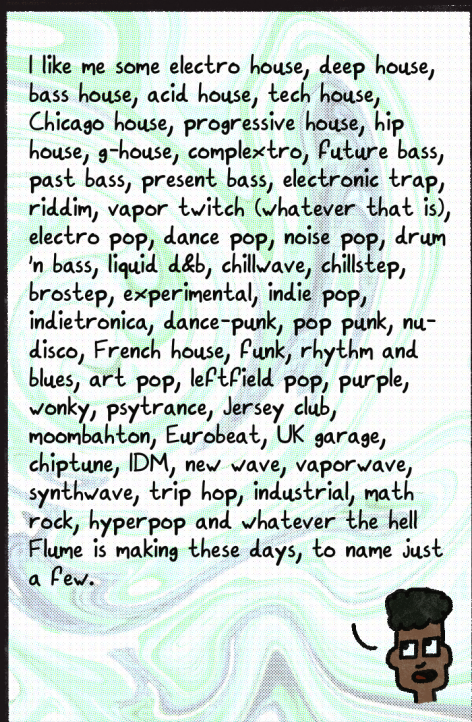 I like me some electro house, deep house,
bass house, acid house, tech house,
Chicago house, progressive house, hip
house, g-house, complextro, future bass,
past bass, present bass, electronic trap,
riddim, vapor twitch (whatever that is),
electro pop, dance pop, noise pop, drum
'n bass, liquid d&b, chillwave, chillstep,
brostep, experimental, indie pop,
indietronica, dance-punk, pop punk, nu-
disco, French house, funk, rhythm and
blues, art pop, leftfield pop, purple,
wonky, psytrance, Jersey club,
moombahton, Eurobeat, UK garage,
chiptune, IDM, new wave, vaporwave,
synthwave, trip hop, industrial, math
rock, hyperpop and whatever the hell
Flume is making these days, to name just
a few.